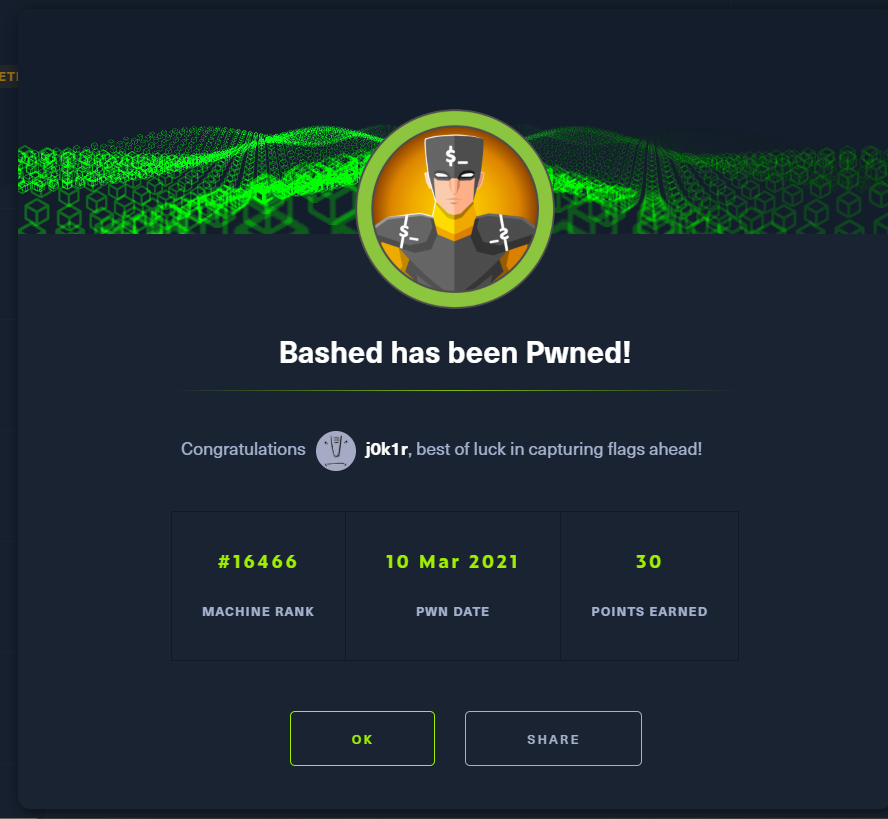 ETI
$_
$_
_$
Bashed has been Pwned!
Congratulations j0k1r, best of luck in capturing flags ahead!
#16466 10 Mar 2021 30
MACHINE RANK PWN DATE POINTS EARNED
OK SHARE